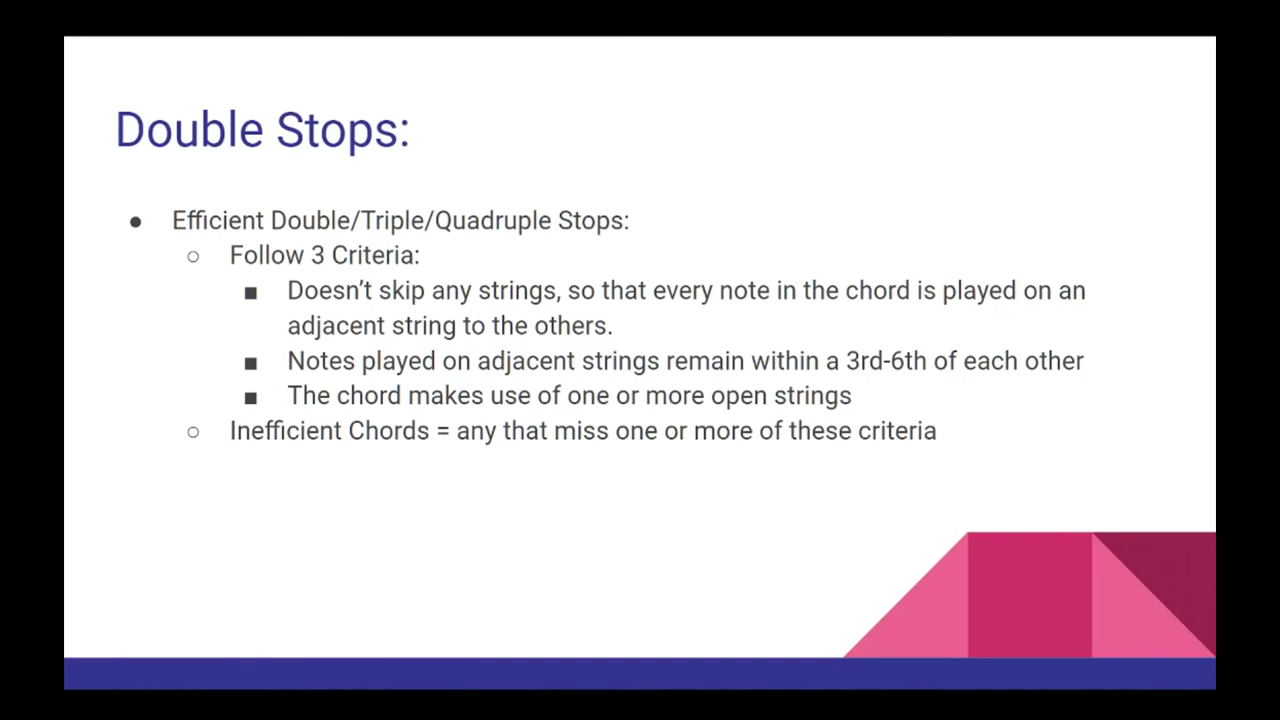 Double Stops:
● Efficient Double/Triple/Quadruple Stops:
○ Follow 3 Criteria:
■ Doesn't skip any strings, so that every note in the chord is played on an
adjacent string to the others.
■ Notes played on adjacent strings remain within a 3rd-6th of each other
■ The chord makes use of one or more open strings
○ Inefficient Chords = any that miss one or more of these criteria